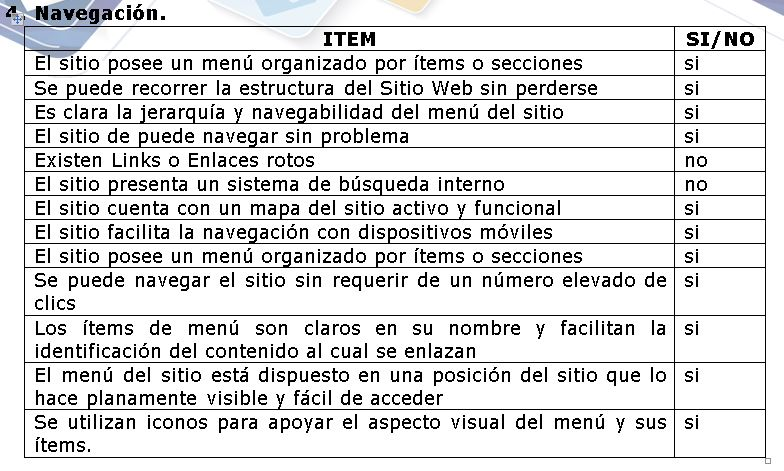 4. Navegación.
ITEM SI/NO
El sitio posee un menú organizado por ítems o secciones si
Se puede recorrer la estructura del Sitio Web sin perderse si
Es clara la jerarquía y navegabilidad del menú del sitio si
El sitio de puede navegar sin problema si
Existen Links o Enlaces rotos no
El sitio presenta un sistema de búsqueda interno no
El sitio cuenta con un mapa del sitio activo y funcional si
El sitio facilita la navegación con dispositivos móviles si
El sitio posee un menú organizado por ítems o secciones si
Se puede navegar el sitio sin requerir de un número elevado de si
clics
Los ítems de menú son claros en su nombre y facilitan la si
identificación del contenido al cual se enlazan
El menú del sitio está dispuesto en una posición del sitio que lo si
hace planamente visible y fácil de acceder
Se utilizan iconos para apoyar el aspecto visual del menú y sus si
ítems.